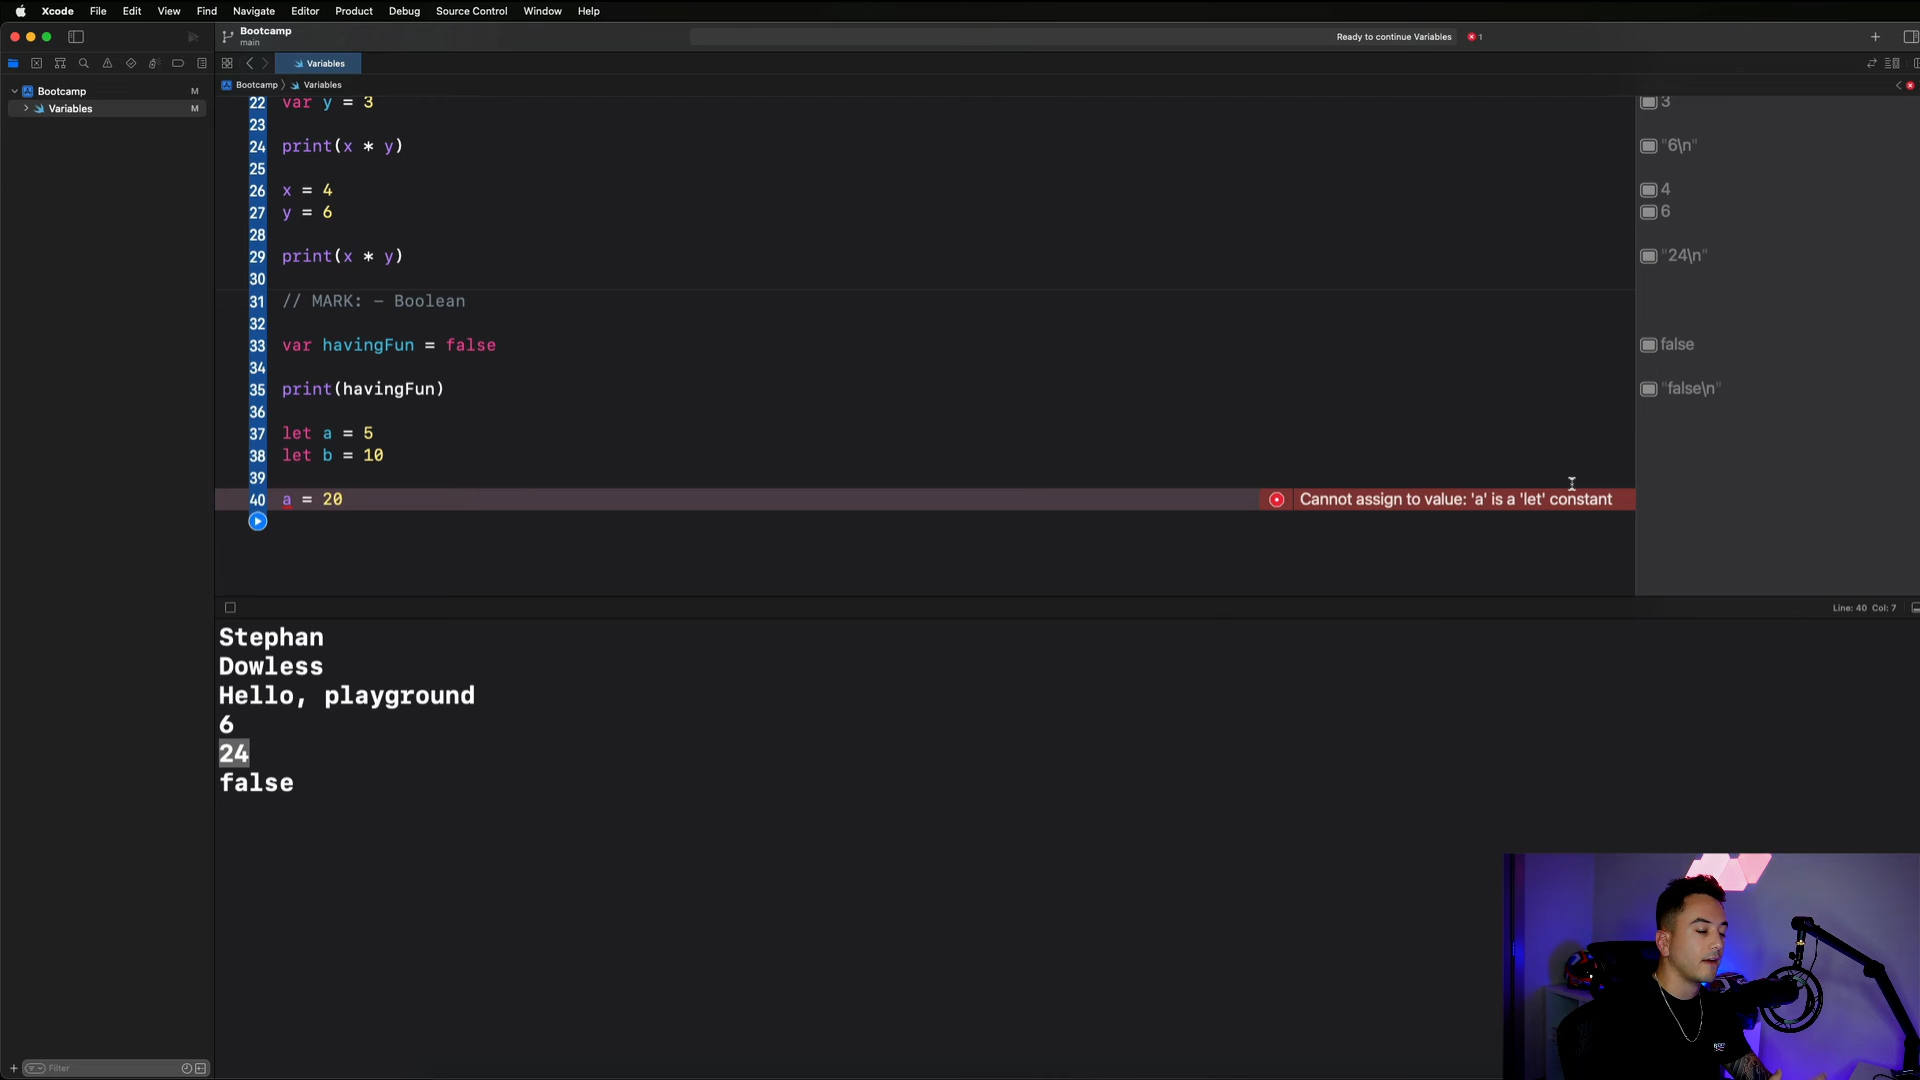 Xcode File Edit View Find Navigate Editor Product Debug Source Control Window Help
Bootcamp
main
Ready to continue Variables
1
Variables
Bootcamp Variables
Bootcamp M
Variables M
22 var y = 3
23
24 print(x * y)
25
26 x = 4
27 y = 6
28
29 print(x * y)
30
31 // MARK: - Boolean
32
33 var havingFun = false
34
35 print(havingFun)
36
37 let a = 5
38 let b = 10
39
40 a = 20
Cannot assign to value: 'a' is a 'let' constant
3
"6\n"
4
6
"24\n"
false
"false\n"
Line: 40 Col: 7
Stephan
Dowless
Hello, playground
6
24
false
Filter